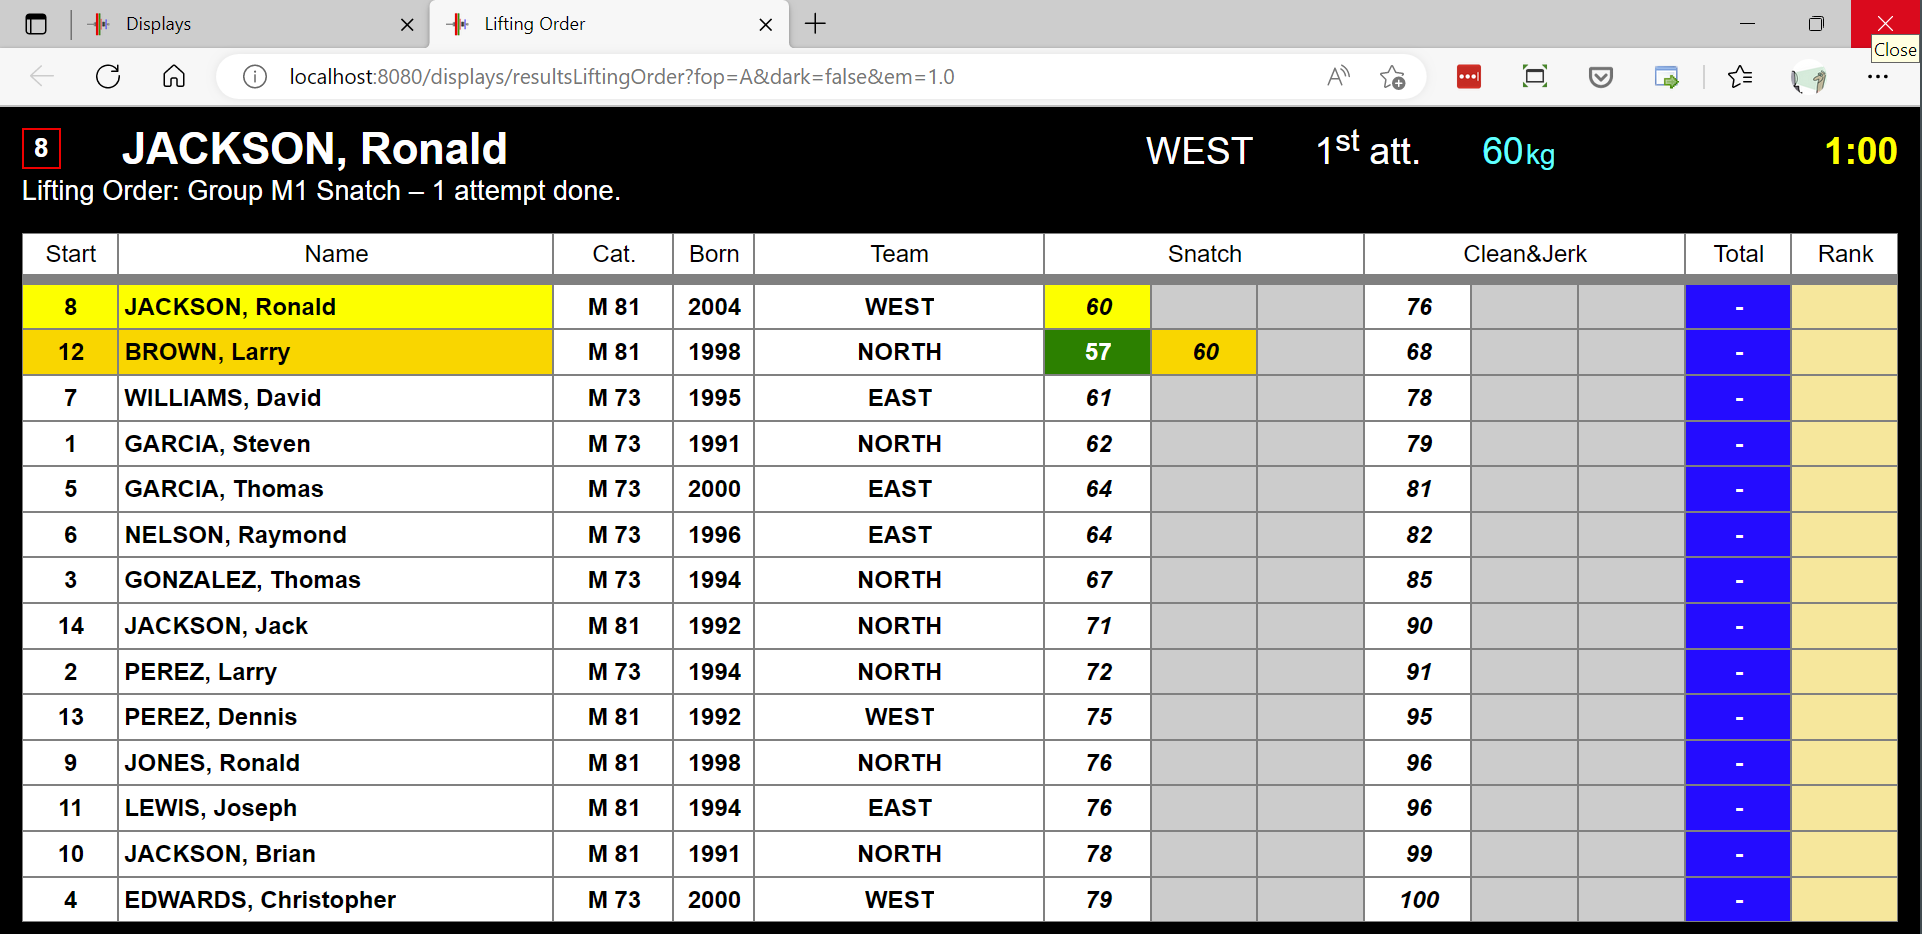 Displays Lifting Order
Close
localhost:8080/displays/resultsLiftingOrder?fop=A&dark=false&em=1.0
8 JACKSON, Ronald WEST 1st att. 60kg 1:00
Lifting Order: Group M1 Snatch – 1 attempt done.
Start Name Cat. Born Team Snatch Clean&Jerk Total Rank
8 JACKSON, Ronald M 81 2004 WEST 60 76 -
12 BROWN, Larry M 81 1998 NORTH 57 60 68 -
7 WILLIAMS, David M 73 1995 EAST 61 78 -
1 GARCIA, Steven M 73 1991 NORTH 62 79 -
5 GARCIA, Thomas M 73 2000 EAST 64 81 -
6 NELSON, Raymond M 73 1996 EAST 64 82 -
3 GONZALEZ, Thomas M 73 1994 NORTH 67 85 -
14 JACKSON, Jack M 81 1992 NORTH 71 90 -
2 PEREZ, Larry M 73 1994 NORTH 72 91 -
13 PEREZ, Dennis M 81 1992 WEST 75 95 -
9 JONES, Ronald M 81 1998 NORTH 76 96 -
11 LEWIS, Joseph M 81 1994 EAST 76 96 -
10 JACKSON, Brian M 81 1991 NORTH 78 99 -
4 EDWARDS, Christopher M 73 2000 WEST 79 100 -